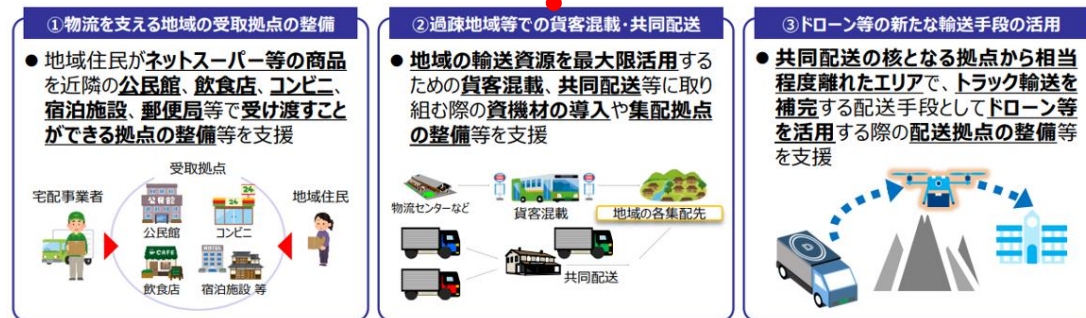 ①物流を支える地域の受取拠点の整備
● 地域住民がネットスーパー等の商品
を近隣の公民館、飲食店、コンビニ、
宿泊施設、郵便局等で受け渡すこと
ができる拠点の整備等を支援
受取拠点
宅配事業者
地域住民
公民館
公民館
24
24
コンビニ
CAFE
飲食店
HOTEL
宿泊施設 等
②過疎地域等での貨客混載・共同配送
● 地域の輸送資源を最大限活用する
ための貨客混載、共同配送等に取り
組む際の資機材の導入や集配拠点
の整備等を支援
物流センターなど
貨客混載
地域の各集配先
共同配送
③ドローン等の新たな輸送手段の活用
● 共同配送の核となる拠点から相当
程度離れたエリアで、トラック輸送を
補完する配送手段としてドローン等
を活用する際の配送拠点の整備等
を支援
D